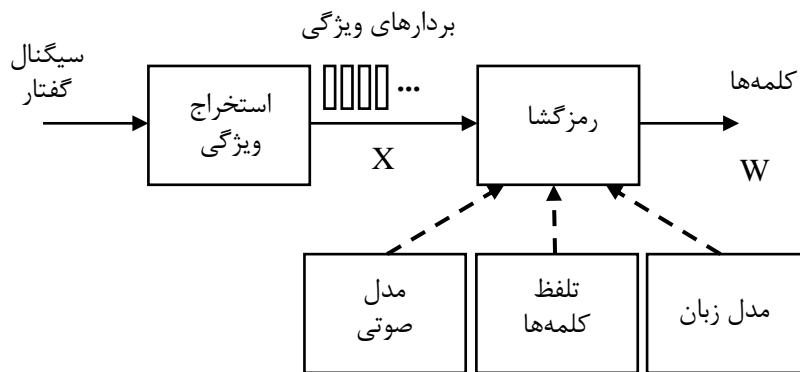 سیگنال
گفتار
استخراج
ویژگی
بردارهای ویژگی
...
X
رمزگشا
کلمه‌ها
W
مدل
صوتی
تلفظ
کلمه‌ها
مدل زبان